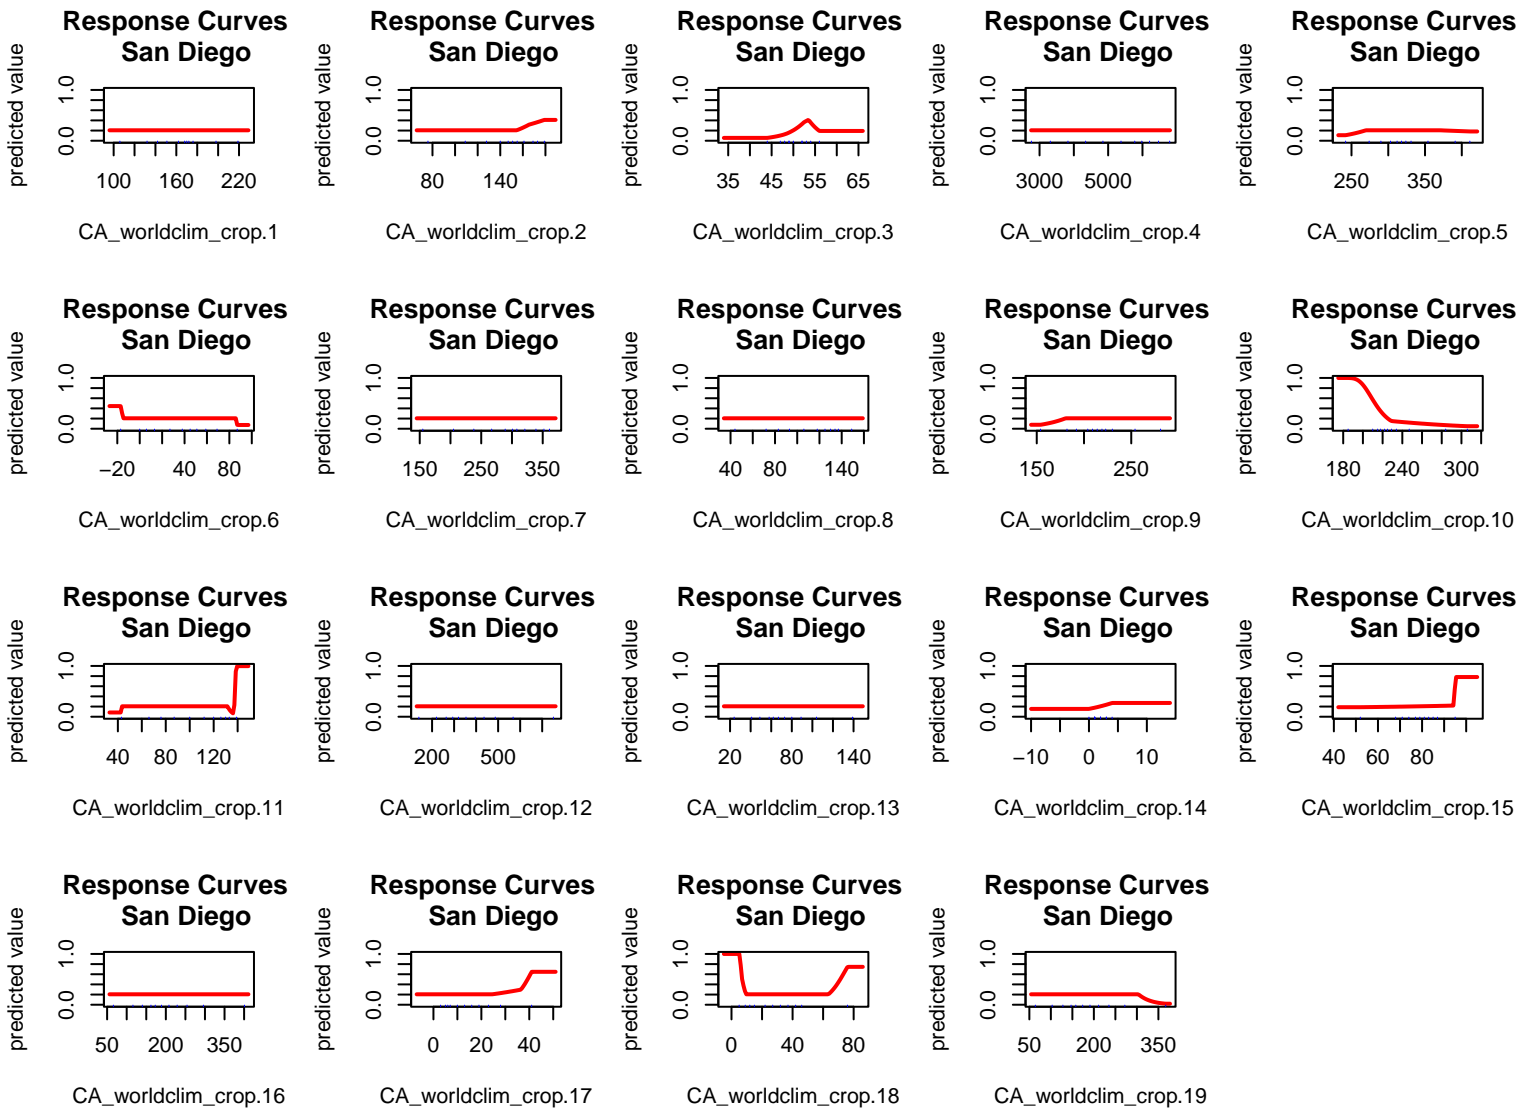 Response Curves
San Diego
predicted value
0.0 1.0
100 160 220
CA_worldclim_crop.1
Response Curves
San Diego
predicted value
0.0 1.0
80 140
CA_worldclim_crop.2
Response Curves
San Diego
predicted value
0.0 1.0
35 45 55 65
CA_worldclim_crop.3
Response Curves
San Diego
predicted value
0.0 1.0
3000 5000
CA_worldclim_crop.4
Response Curves
San Diego
predicted value
0.0 1.0
250 350
CA_worldclim_crop.5
Response Curves
San Diego
predicted value
0.0 1.0
−20 40 80
CA_worldclim_crop.6
Response Curves
San Diego
predicted value
0.0 1.0
150 250 350
CA_worldclim_crop.7
Response Curves
San Diego
predicted value
0.0 1.0
40 80 140
CA_worldclim_crop.8
Response Curves
San Diego
predicted value
0.0 1.0
150 250
CA_worldclim_crop.9
Response Curves
San Diego
predicted value
0.0 1.0
180 240 300
CA_worldclim_crop.10
Response Curves
San Diego
predicted value
0.0 1.0
40 80 120
CA_worldclim_crop.11
Response Curves
San Diego
predicted value
0.0 1.0
200 500
CA_worldclim_crop.12
Response Curves
San Diego
predicted value
0.0 1.0
20 80 140
CA_worldclim_crop.13
Response Curves
San Diego
predicted value
0.0 1.0
−10 0 10
CA_worldclim_crop.14
Response Curves
San Diego
predicted value
0.0 1.0
40 60 80
CA_worldclim_crop.15
Response Curves
San Diego
predicted value
0.0 1.0
50 200 350
CA_worldclim_crop.16
Response Curves
San Diego
predicted value
0.0 1.0
0 20 40
CA_worldclim_crop.17
Response Curves
San Diego
predicted value
0.0 1.0
0 40 80
CA_worldclim_crop.18
Response Curves
San Diego
predicted value
0.0 1.0
50 200 350
CA_worldclim_crop.19